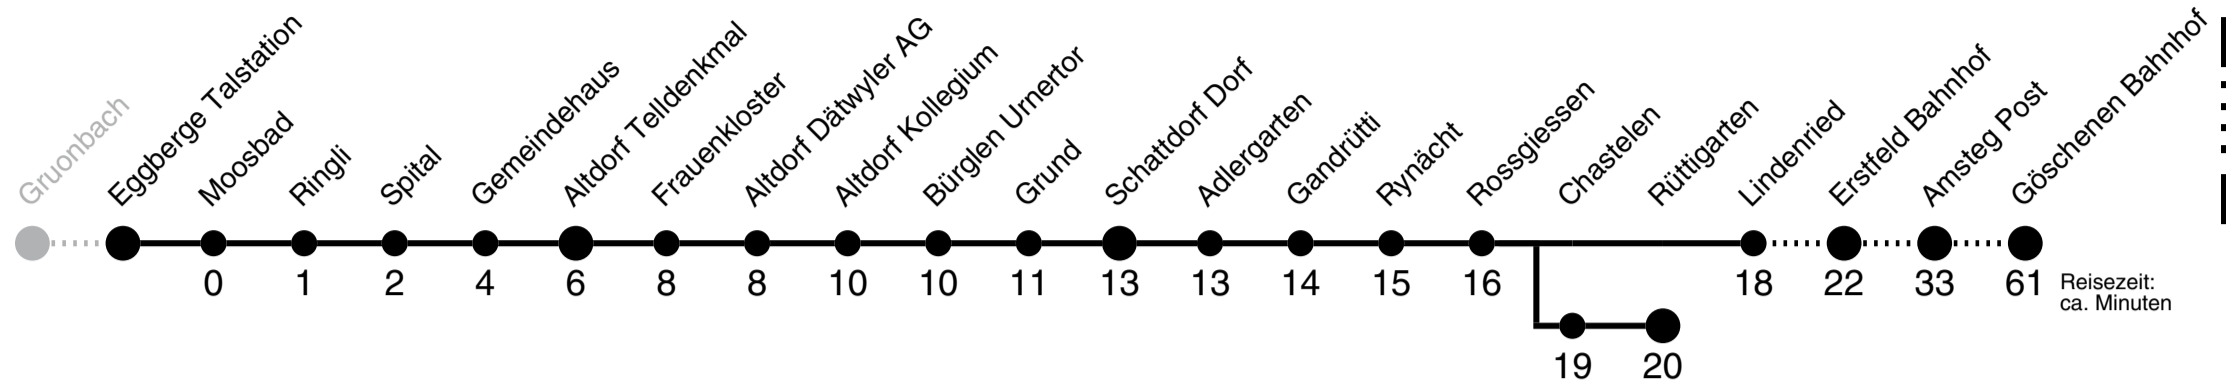 Gruonbach
Eggberge Talstation
Moosbad
Ringli
Spital
Gemeindehaus
Altdorf Telldenkmal
Frauenkloster
Altdorf Dätwyler AG
Altdorf Kollegium
Bürglen Urnertor
Grund
Schattdorf Dorf
Adlergarten
Gandrütti
Rynächt
Rossgiessen
Chastelen
Rüttigarten
Lindenried
Erstfeld Bahnhof
Amsteg Post
Göschenen Bahnhof
0 1 2 4 6 8 8 10 10 11 13 13 14 15 16 18 22 33 61
Reisezeit:
ca. Minuten
19 20